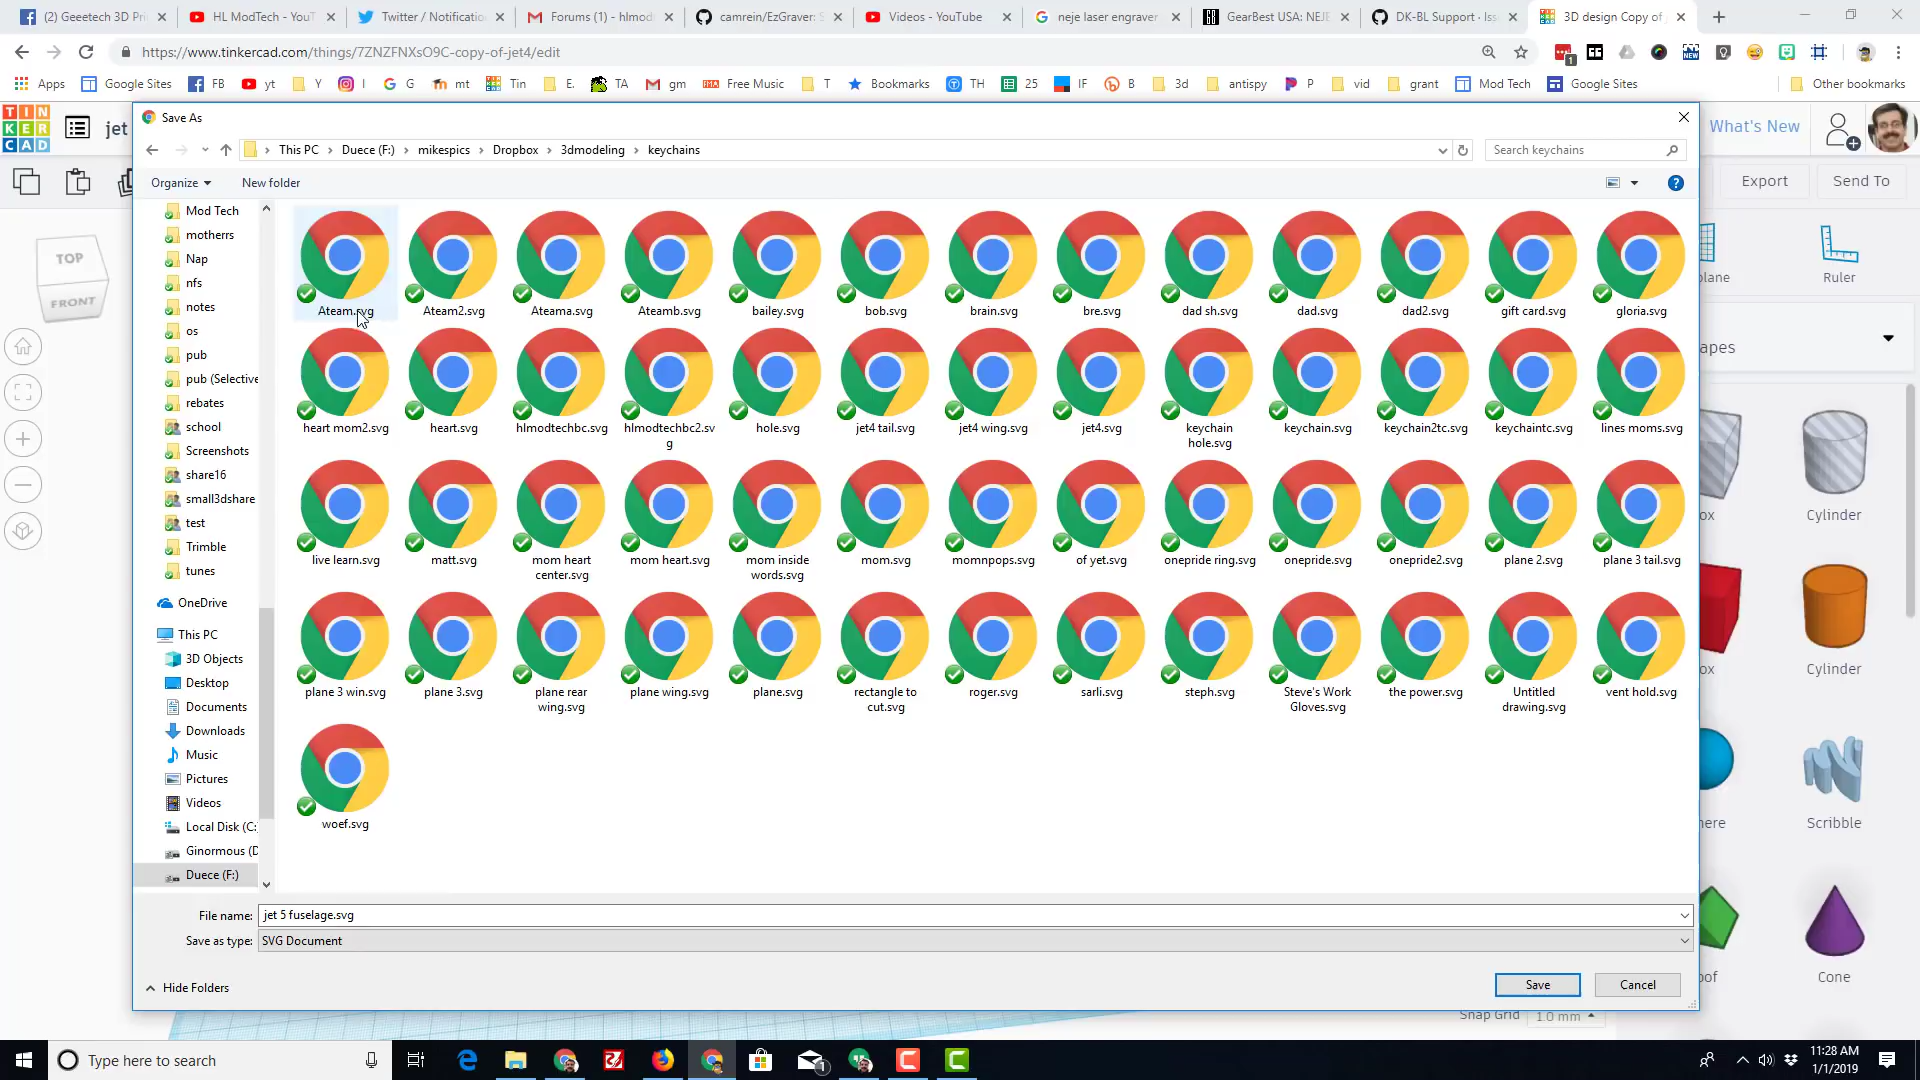 (2) Geeetech 3D Pri
HL ModTech - YouT
Twitter / Notificatio
Forums (1) - hlmod
camrein/EzGraver: S
Videos - YouTube
neje laser engraver
GearBest USA: NEJE
DK-BL Support · Iss
3D design Copy of
https://www.tinkercad.com/things/7ZNZFNXsO9C-copy-of-jet4/edit
Apps Google Sites FB yt Y I G mt Tin E. TA gm Free Music T Bookmarks TH 25 IF B 3d antispy P vid grant Mod Tech Google Sites Other bookmarks
TIN
KER
CAD
jet
What's New
Export
Send To
Save As
This PC › Duece (F:) › mikespics › Dropbox › 3dmodeling › keychains
Search keychains
Organize
New folder
Mod Tech
motherrs
Nap
nfs
notes
os
pub
pub (Selective
rebates
school
Screenshots
share16
small3dshare
test
Trimble
tunes
OneDrive
This PC
3D Objects
Desktop
Documents
Downloads
Music
Pictures
Videos
Local Disk (C:
Ginormous (D
Duece (F:)
Ateam.svg
Ateam2.svg
Ateama.svg
Ateamb.svg
bailey.svg
bob.svg
brain.svg
bre.svg
dad sh.svg
dad.svg
dad2.svg
gift card.svg
gloria.svg
heart mom2.svg
heart.svg
hlmodtechbc.svg
hlmodtechbc2.sv
g
hole.svg
jet4 tail.svg
jet4 wing.svg
jet4.svg
keychain
hole.svg
keychain.svg
keychain2tc.svg
keychaintc.svg
lines moms.svg
live learn.svg
matt.svg
mom heart
center.svg
mom heart.svg
mom inside
words.svg
mom.svg
momnpops.svg
of yet.svg
onepride ring.svg
onepride.svg
onepride2.svg
plane 2.svg
plane 3 tail.svg
plane 3 win.svg
plane 3.svg
plane rear
wing.svg
plane wing.svg
plane.svg
rectangle to
cut.svg
roger.svg
sarli.svg
steph.svg
Steve's Work
Gloves.svg
the power.svg
Untitled
drawing.svg
vent hold.svg
woef.svg
File name: jet 5 fuselage.svg
Save as type: SVG Document
Hide Folders
Save
Cancel
TOP
FRONT
plane
Ruler
apes
ox
Cylinder
ox
Cylinder
here
Scribble
oof
Cone
Snap Grid 1.0 mm
Type here to search
11:28 AM
1/1/2019